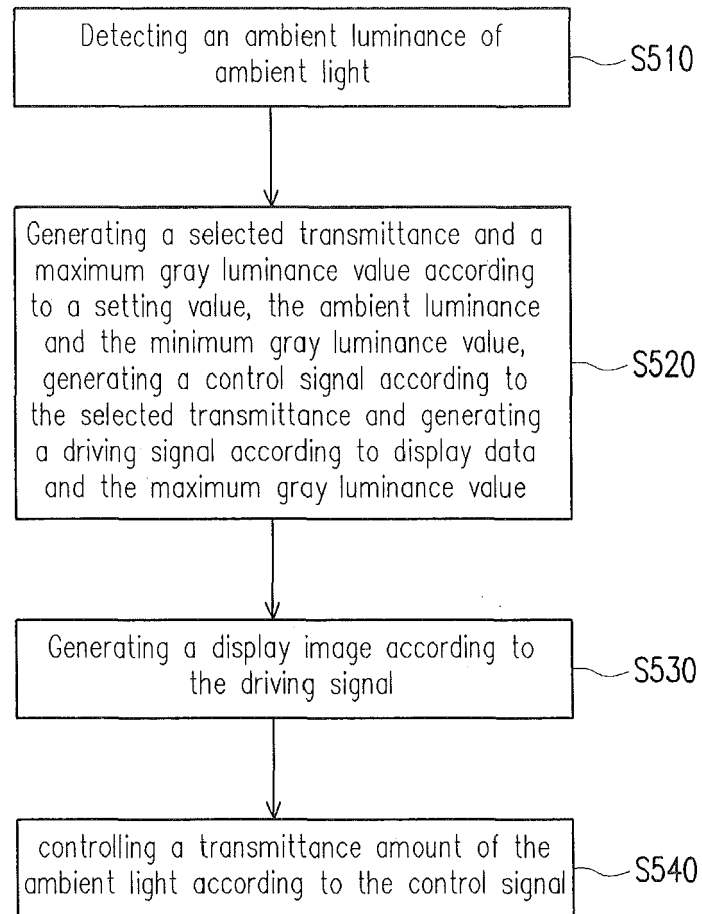 Detecting an ambient luminance of
ambient light
S510
Generating a selected transmittance and a
maximum gray luminance value according
to a setting value, the ambient luminance
and the minimum gray luminance value,
generating a control signal according to
the selected transmittance and generating
a driving signal according to display data
and the maximum gray luminance value
S520
Generating a display image according to
the driving signal
S530
controlling a transmittance amount of the
ambient light according to the control signal
S540